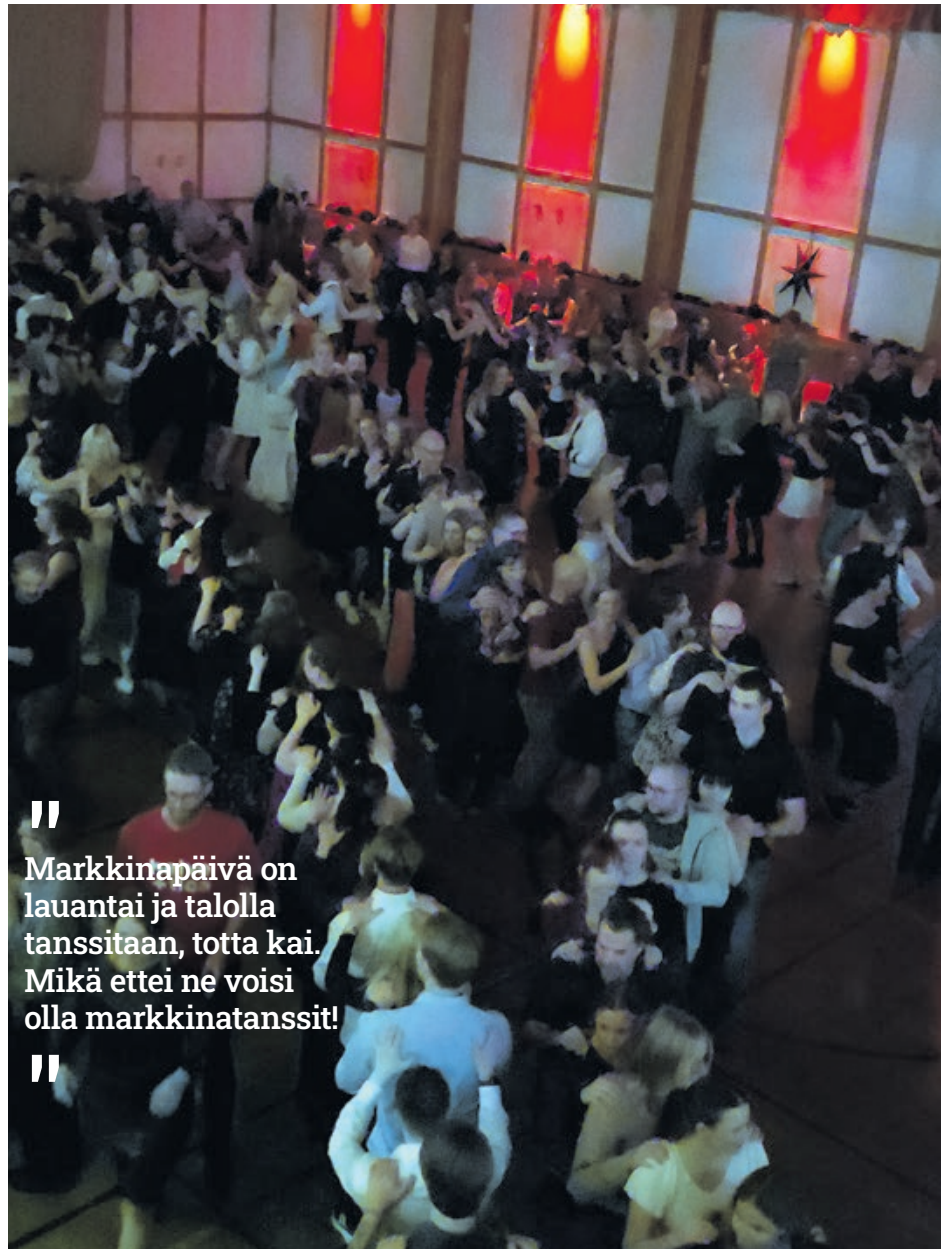 "
Markkinapäivä on
lauantai ja talolla
tanssitaan, totta kai.
Mikä ettei ne voisi
olla markkinatanssit!
"